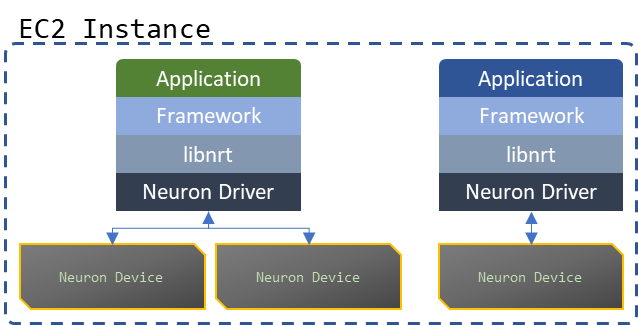 EC2 Instance
Application
Framework
libnrt
Neuron Driver
Neuron Device
Neuron Device
Application
Framework
libnrt
Neuron Driver
Neuron Device